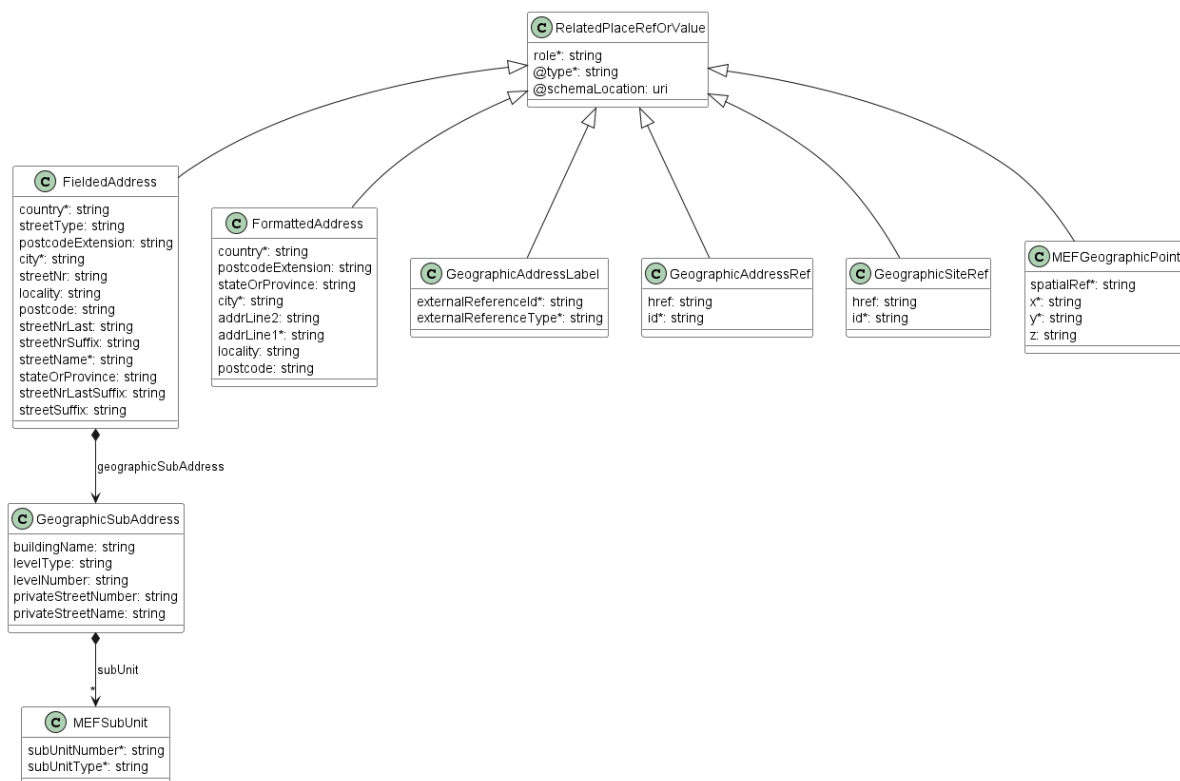 C RelatedPlaceRefOrValue
role*: string
@type*: string
@schemaLocation: uri
C FieldedAddress
country*: string
streetType: string
postcodeExtension: string
city*: string
streetNr: string
locality: string
postcode: string
streetNrLast: string
streetNrSuffix: string
streetName*: string
stateOrProvince: string
streetNrLastSuffix: string
streetSuffix: string
C FormattedAddress
country*: string
postcodeExtension: string
stateOrProvince: string
city*: string
addrLine2: string
addrLine1*: string
locality: string
postcode: string
C GeographicAddressLabel
externalReferenceId*: string
externalReferenceType*: string
C GeographicAddressRef
href: string
id*: string
C GeographicSiteRef
href: string
id*: string
C MEFGeographicPoint
spatialRef*: string
x*: string
y*: string
z: string
geographicSubAddress
C GeographicSubAddress
buildingName: string
levelType: string
levelNumber: string
privateStreetNumber: string
privateStreetName: string
subUnit
*
C MEFSubUnit
subUnitNumber*: string
subUnitType*: string